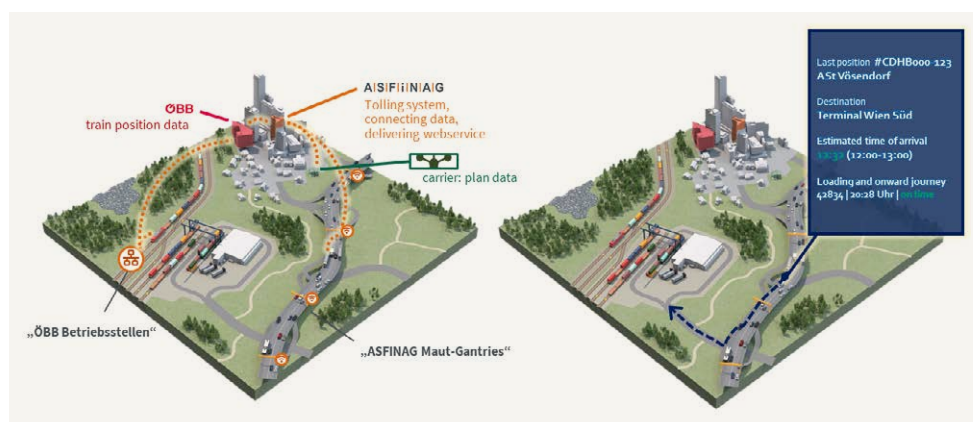 ÖBB
train position data
A|S|F|i|N|A|G
Tolling system,
connecting data,
delivering webservice
carrier: plan data
„ÖBB Betriebsstellen“
„ASFINAG Maut-Gantries“
Last position #CDHB000-123
ASt Vösendorf
Destination
Terminal Wien Süd
Estimated time of arrival
12:32 (12:00-13:00)
Loading and onward journey
42834 | 20:28 Uhr | on time